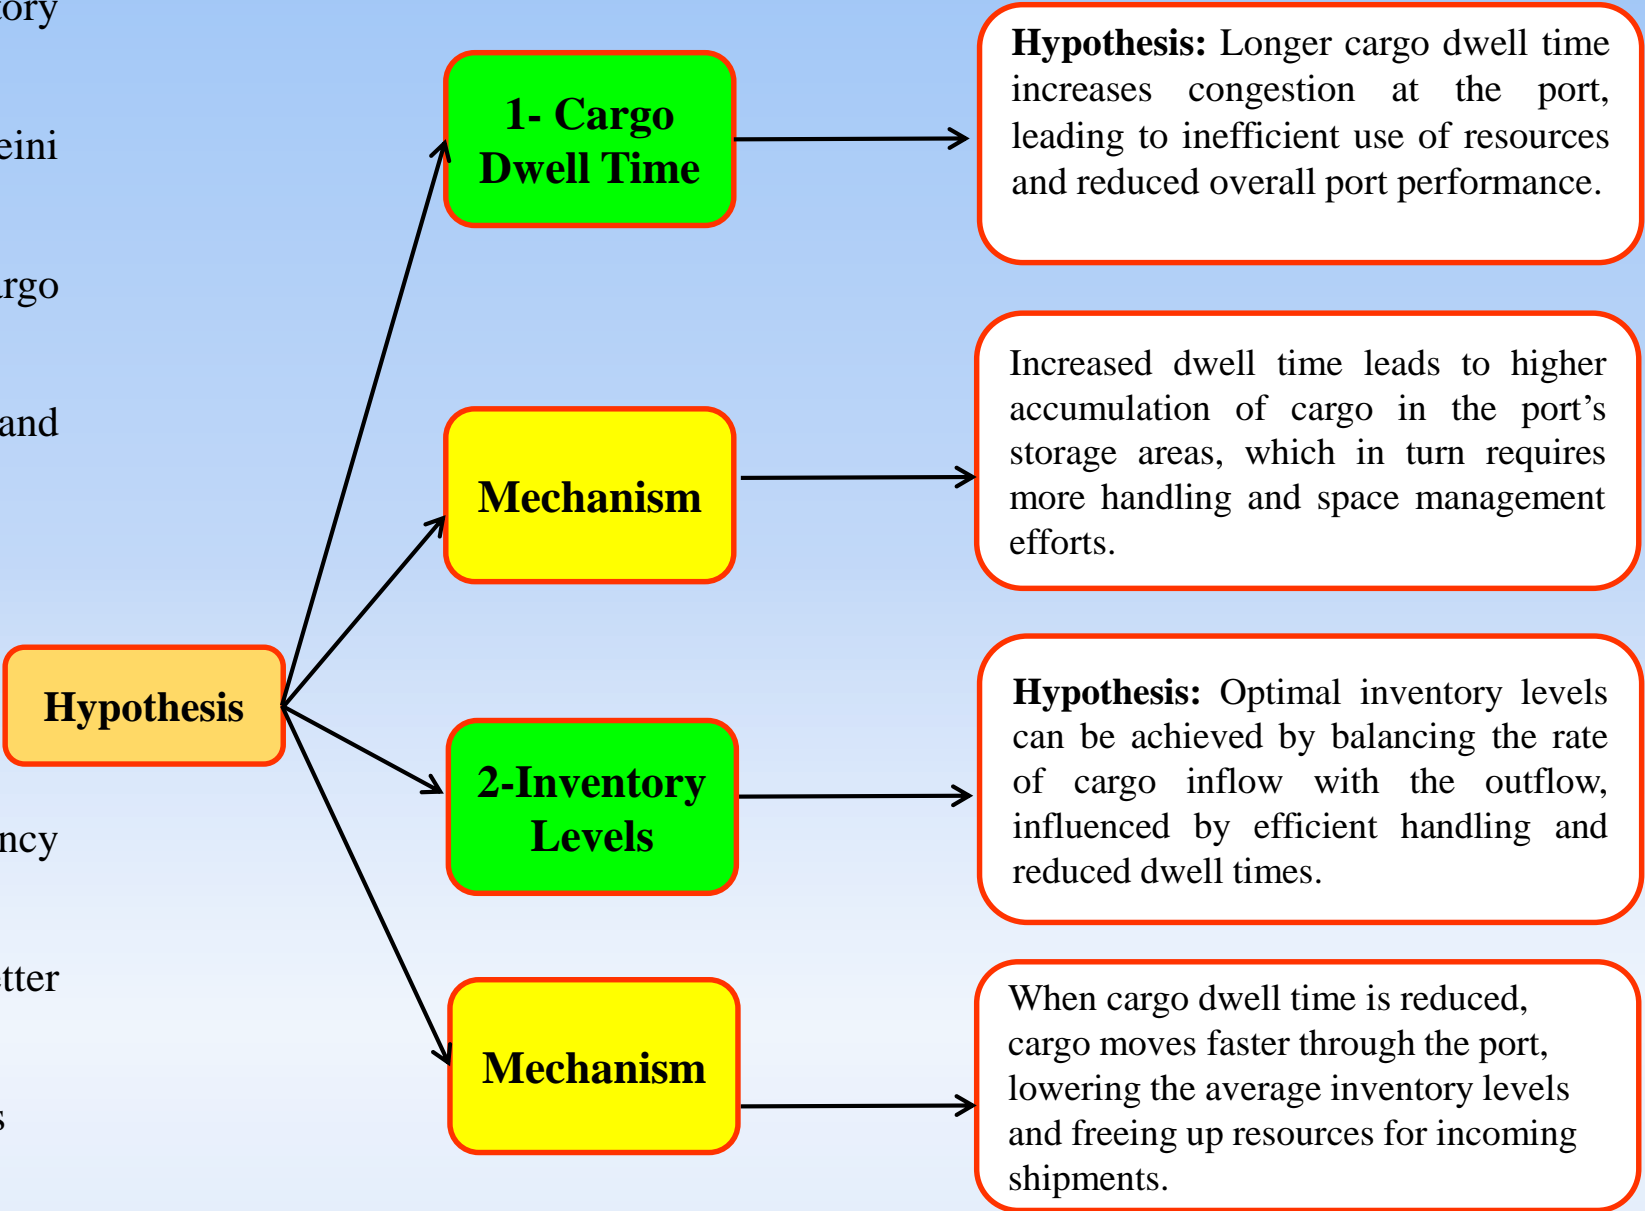 1- Cargo
Dwell Time
Hypothesis: Longer cargo dwell time
increases congestion at the port,
leading to inefficient use of resources
and reduced overall port performance.
Mechanism
Increased dwell time leads to higher
accumulation of cargo in the port’s
storage areas, which in turn requires
more handling and space management
efforts.
Hypothesis
2-Inventory
Levels
Hypothesis: Optimal inventory levels
can be achieved by balancing the rate
of cargo inflow with the outflow,
influenced by efficient handling and
reduced dwell times.
Mechanism
When cargo dwell time is reduced,
cargo moves faster through the port,
lowering the average inventory levels
and freeing up resources for incoming
shipments.
and